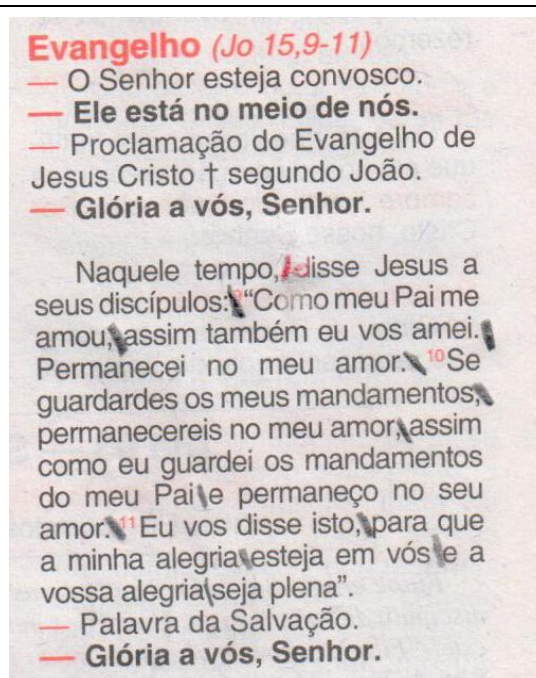 Evangelho (Jo 15,9-11)
— O Senhor esteja convosco.
— Ele está no meio de nós.
— Proclamação do Evangelho de
Jesus Cristo † segundo João.
— Glória a vós, Senhor.
Naquele tempo, disse Jesus a
seus discípulos: 9“Como meu Pai me
amou, assim também eu vos amei.
Permanecei no meu amor. 10Se
guardardes os meus mandamentos,
permanecereis no meu amor, assim
como eu guardei os mandamentos
do meu Pai e permaneço no seu
amor. 11Eu vos disse isto, para que
a minha alegria esteja em vós e a
vossa alegria seja plena”.
— Palavra da Salvação.
— Glória a vós, Senhor.